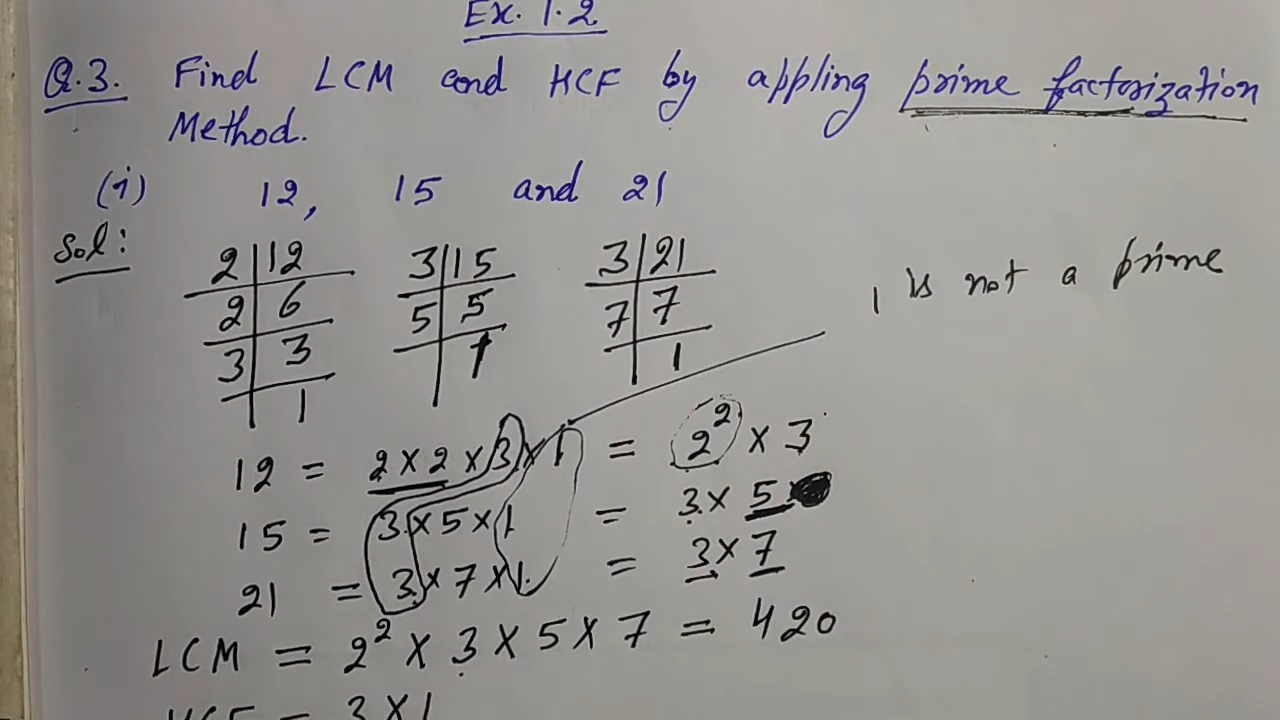 Ex. 1.2
Q.3. Find LCM and HCF by appling prime factorization
Method.
(i) 12, 15 and 21
Sol:
2 | 12 3 | 15 3 | 21
2 | 6 5 | 5 7 | 7
3 | 3 1 1
1
1 is not a prime
12 = 2 × 2 × 3 × 1 = 2² × 3
15 = 3 × 5 × 1 = 3 × 5
21 = 3 × 7 × 1 = 3 × 7
LCM = 2² × 3 × 5 × 7 = 420
HCF = 3 × 1